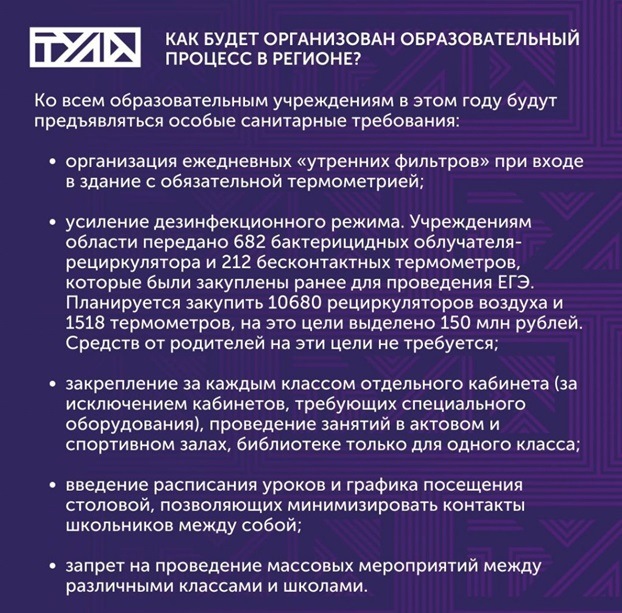 ТУЛА
КАК БУДЕТ ОРГАНИЗОВАН ОБРАЗОВАТЕЛЬНЫЙ
ПРОЦЕСС В РЕГИОНЕ?
Ко всем образовательным учреждениям в этом году будут
предъявляться особые санитарные требования:
• организация ежедневных «утренних фильтров» при входе
в здание с обязательной термометрией;
• усиление дезинфекционного режима. Учреждениям
области передано 682 бактерицидных облучателя-
рециркулятора и 212 бесконтактных термометров,
которые были закуплены ранее для проведения ЕГЭ.
Планируется закупить 10680 рециркуляторов воздуха и
1518 термометров, на это цели выделено 150 млн рублей.
Средств от родителей на эти цели не требуется;
• закрепление за каждым классом отдельного кабинета (за
исключением кабинетов, требующих специального
оборудования), проведение занятий в актовом и
спортивном залах, библиотеке только для одного класса;
• введение расписания уроков и графика посещения
столовой, позволяющих минимизировать контакты
школьников между собой;
• запрет на проведение массовых мероприятий между
различными классами и школами.